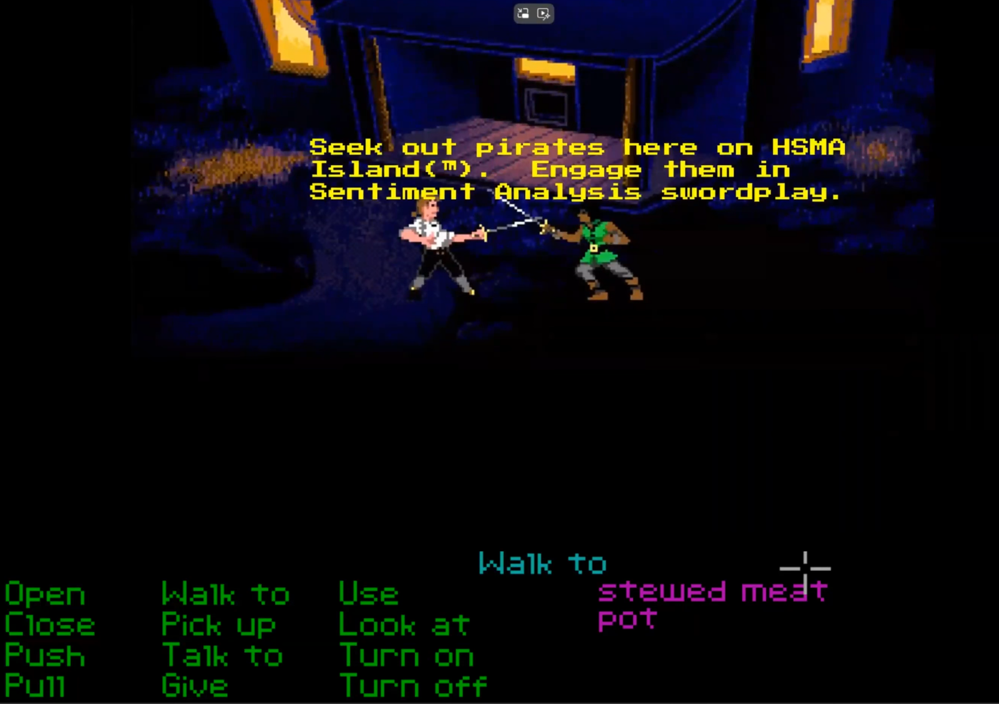 Seek out pirates here on HSMA
Island(™). Engage them in
Sentiment Analysis swordplay.
Walk to
Open Walk to Use stewed meat
Close Pick up Look at pot
Push Talk to Turn on
Pull Give Turn off